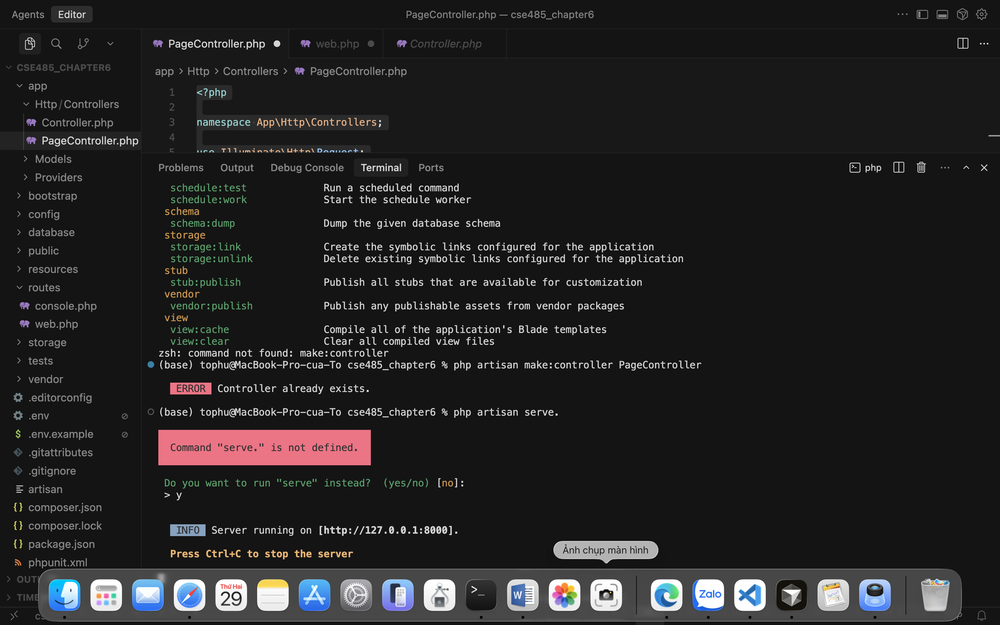 Agents Editor PageController.php — cse485_chapter6
PageController.php web.php Controller.php
CSE485_CHAPTER6
app
Http/Controllers
Controller.php
PageController.php
Models
Providers
bootstrap
config
database
public
resources
routes
console.php
web.php
storage
tests
vendor
.editorconfig
.env
.env.example
.gitattributes
.gitignore
artisan
composer.json
composer.lock
package.json
phpunit.xml
app > Http > Controllers > PageController.php
1 <?php
2
3 namespace App\Http\Controllers;
4
5 use Illuminate\Http\Request;
Problems Output Debug Console Terminal Ports php
schedule:test Run a scheduled command
schedule:work Start the schedule worker
schema
schema:dump Dump the given database schema
storage
storage:link Create the symbolic links configured for the application
storage:unlink Delete existing symbolic links configured for the application
stub
stub:publish Publish all stubs that are available for customization
vendor
vendor:publish Publish any publishable assets from vendor packages
view
view:cache Compile all of the application's Blade templates
view:clear Clear all compiled view files
zsh: command not found: make:controller
(base) tophu@MacBook-Pro-cua-To cse485_chapter6 % php artisan make:controller PageController
ERROR Controller already exists.
(base) tophu@MacBook-Pro-cua-To cse485_chapter6 % php artisan serve.
Command "serve." is not defined.
Do you want to run "serve" instead? (yes/no) [no]:
> y
INFO Server running on [http://127.0.0.1:8000].
Press Ctrl+C to stop the server
Ảnh chụp màn hình
Thứ Hai
29
W
Zalo